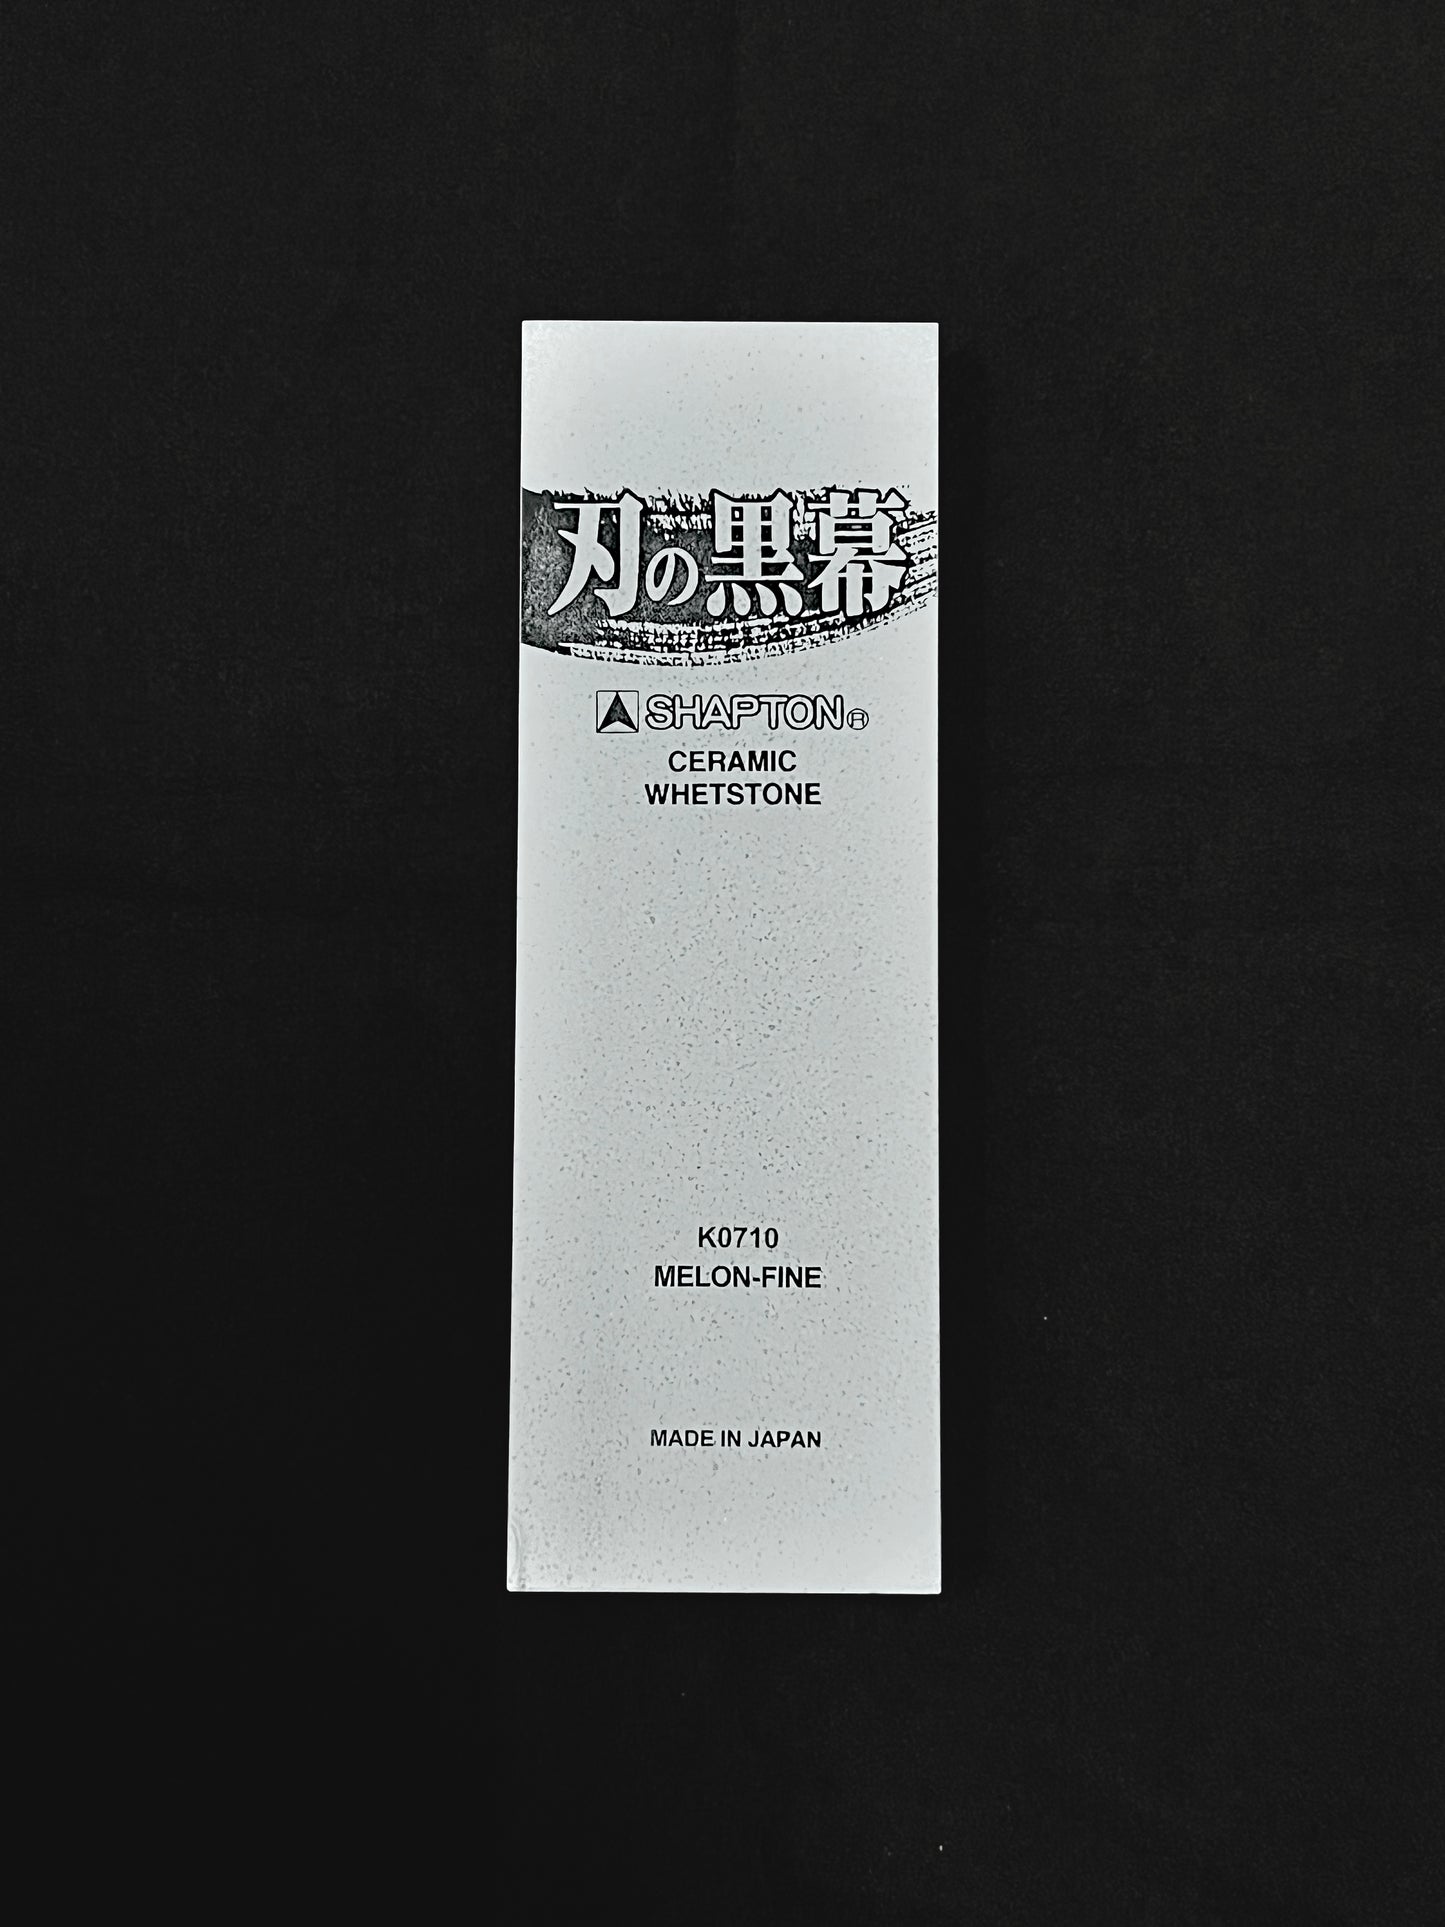 刃の黒幕
SHAPTON®
CERAMIC
WHETSTONE
K0710
MELON-FINE
MADE IN JAPAN